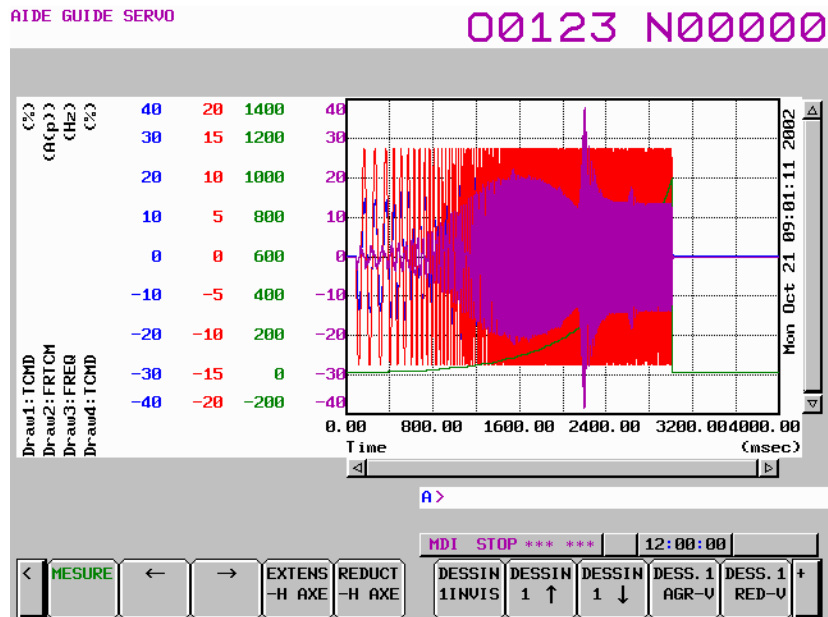 AIDE GUIDE SERVO
O0123 N00000
Draw1:TCMD (%)
Draw2:FRTCM (A(p))
Draw3:FREQ (Hz)
Draw4:TCMD (%)
40 20 1400 40
30 15 1200 30
20 10 1000 20
10 5 800 10
0 0 600 0
-10 -5 400 -10
-20 -10 200 -20
-30 -15 0 -30
-40 -20 -200 -40
Mon Oct 21 09:01:11 2002
0.00 800.00 1600.00 2400.00 3200.00 4000.00
Time (msec)
A>
MDI STOP *** *** 12:00:00
< MESURE ← → EXTENS REDUCT DESSIN DESSIN DESSIN DESS.1 DESS.1 +
-H AXE -H AXE 1INVIS 1 ↑ 1 ↓ AGR-V RED-V